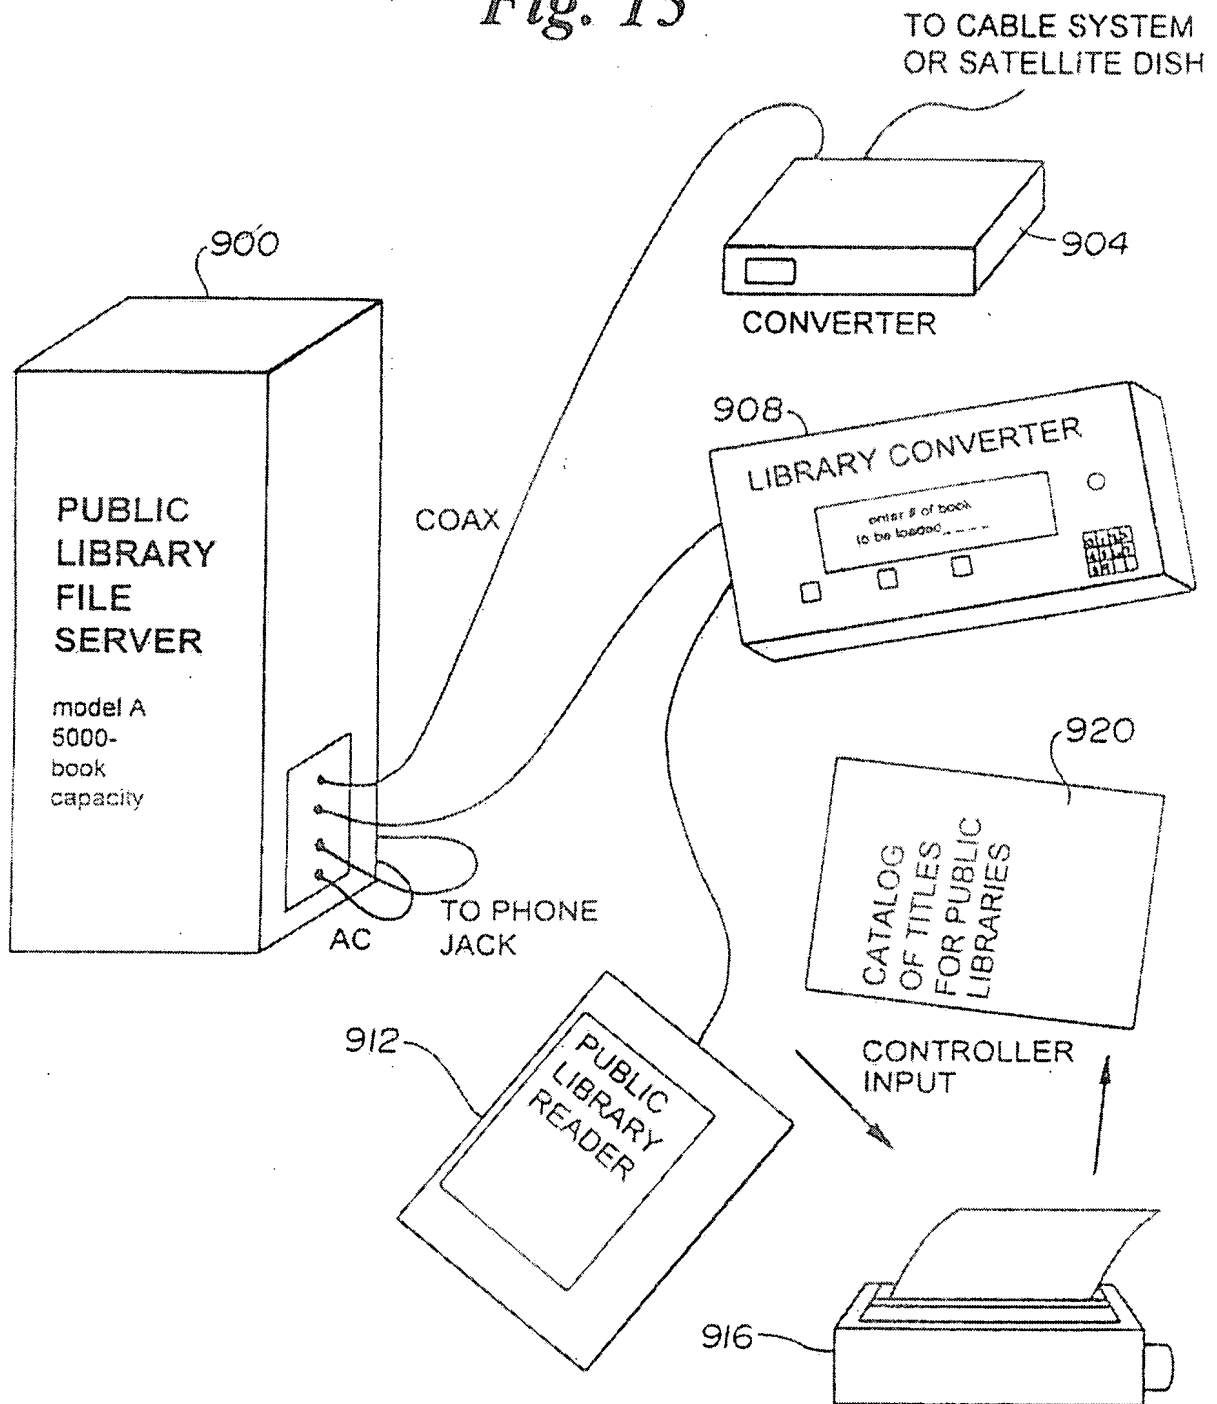 Fig. 15
TO CABLE SYSTEM
OR SATELLITE DISH
900
904
CONVERTER
908
LIBRARY CONVERTER
enter # of book
to be loaded_ _ _ _
COAX
PUBLIC
LIBRARY
FILE
SERVER
model A
5000-
book
capacity
AC
TO PHONE
JACK
920
CATALOG
OF TITLES
FOR PUBLIC
LIBRARIES
912
PUBLIC
LIBRARY
READER
CONTROLLER
INPUT
916